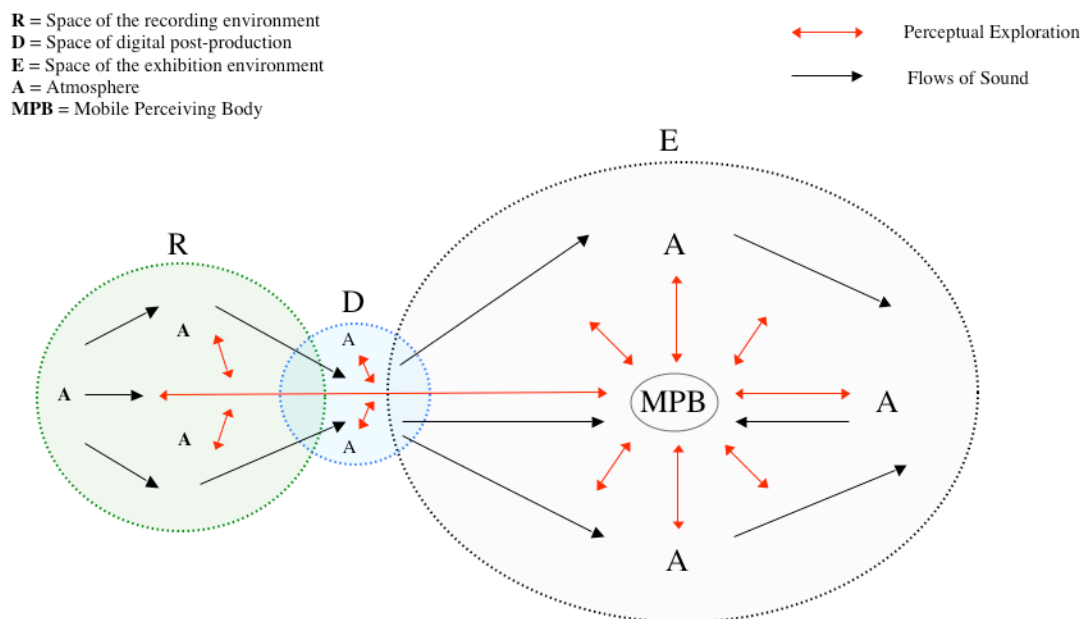 R = Space of the recording environment
D = Space of digital post-production
E = Space of the exhibition environment
A = Atmosphere
MPB = Mobile Perceiving Body
Perceptual Exploration
Flows of Sound
E
R
A
D
A
A
A
MPB
A
A
A
A